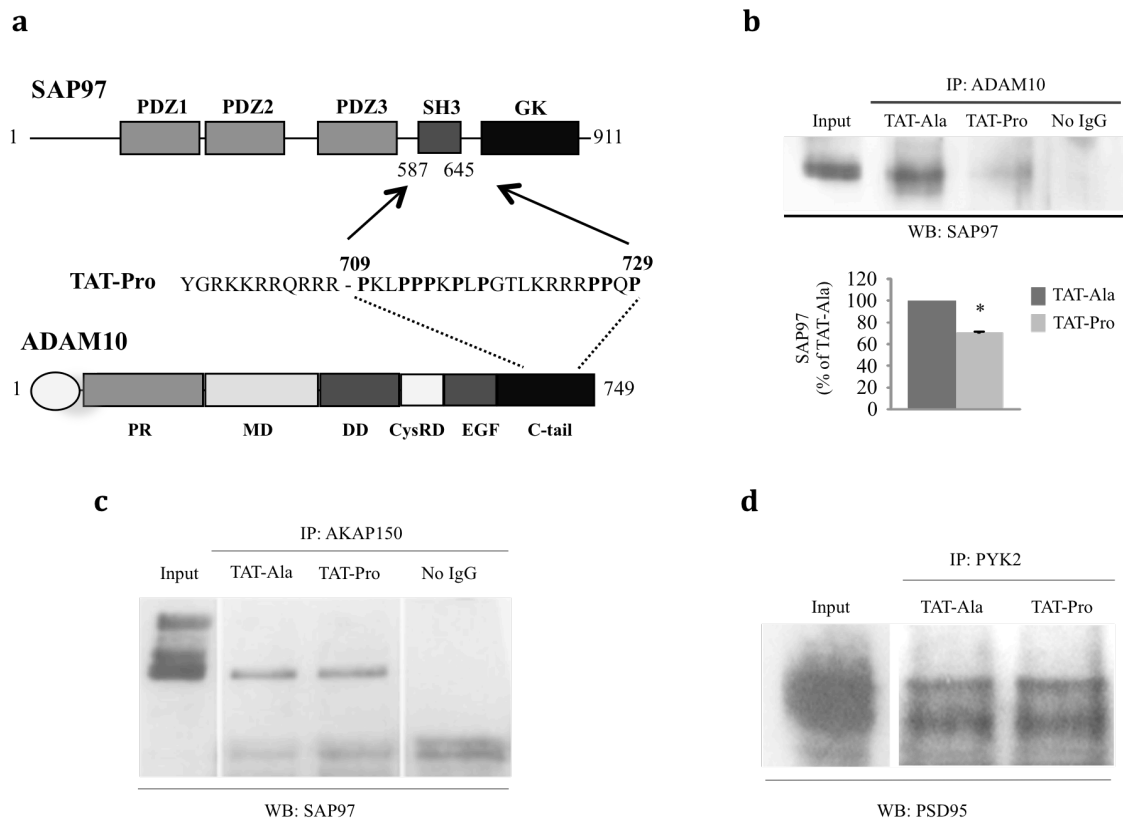 a
SAP97
PDZ1 PDZ2 PDZ3 SH3 GK
1 911
587 645
709 729
TAT-Pro YGRKKRRQRRR - PKLPPPKPLPGTLKRRRPPQP
ADAM10
1 749
PR MD DD CysRD EGF C-tail
b
IP: ADAM10
Input TAT-Ala TAT-Pro No IgG
WB: SAP97
SAP97
(% of TAT-Ala)
120
100
80
60
40
20
0
*
TAT-Ala
TAT-Pro
c
IP: AKAP150
Input TAT-Ala TAT-Pro No IgG
WB: SAP97
d
IP: PYK2
Input TAT-Ala TAT-Pro
WB: PSD95